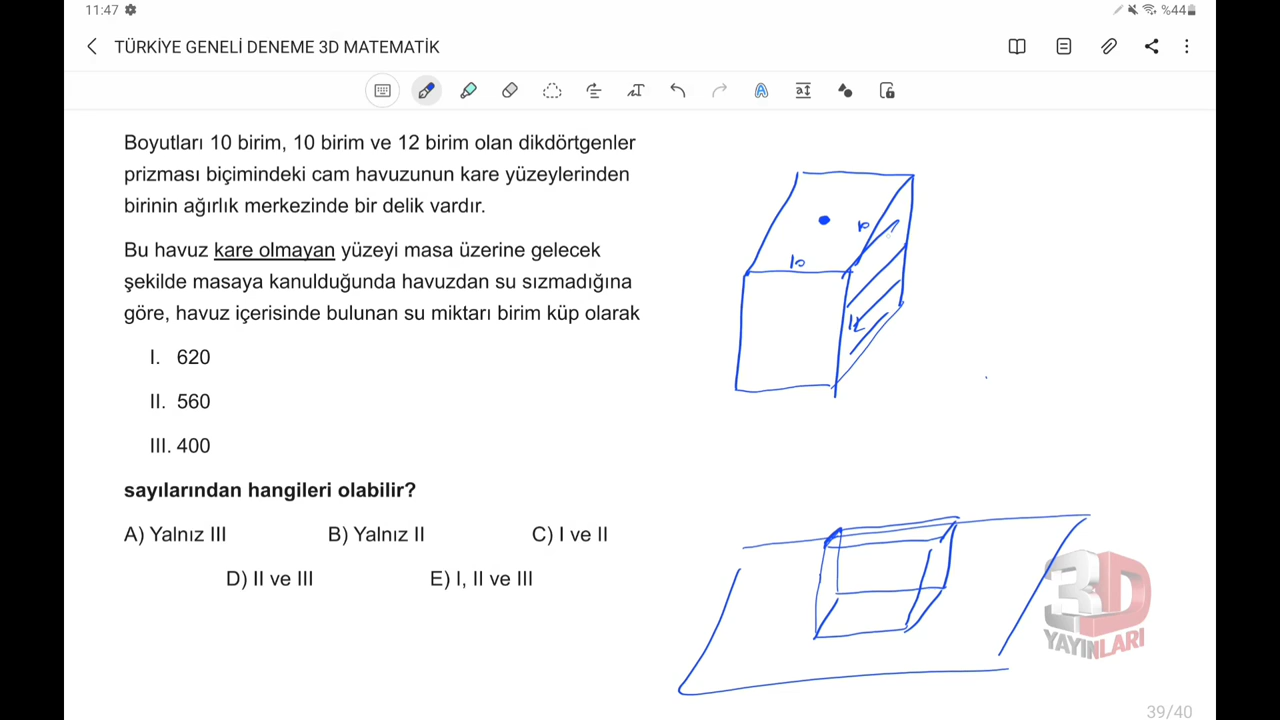 11:47
%44
TÜRKİYE GENELİ DENEME 3D MATEMATİK
Boyutları 10 birim, 10 birim ve 12 birim olan dikdörtgenler
prizması biçimindeki cam havuzunun kare yüzeylerinden
birinin ağırlık merkezinde bir delik vardır.
Bu havuz kare olmayan yüzeyi masa üzerine gelecek
şekilde masaya kanulduğunda havuzdan su sızmadığına
göre, havuz içerisinde bulunan su miktarı birim küp olarak
I. 620
II. 560
III. 400
sayılarından hangileri olabilir?
A) Yalnız III
B) Yalnız II
C) I ve II
D) II ve III
E) I, II ve III
10
10
12
3D
YAYINLARI
39/40